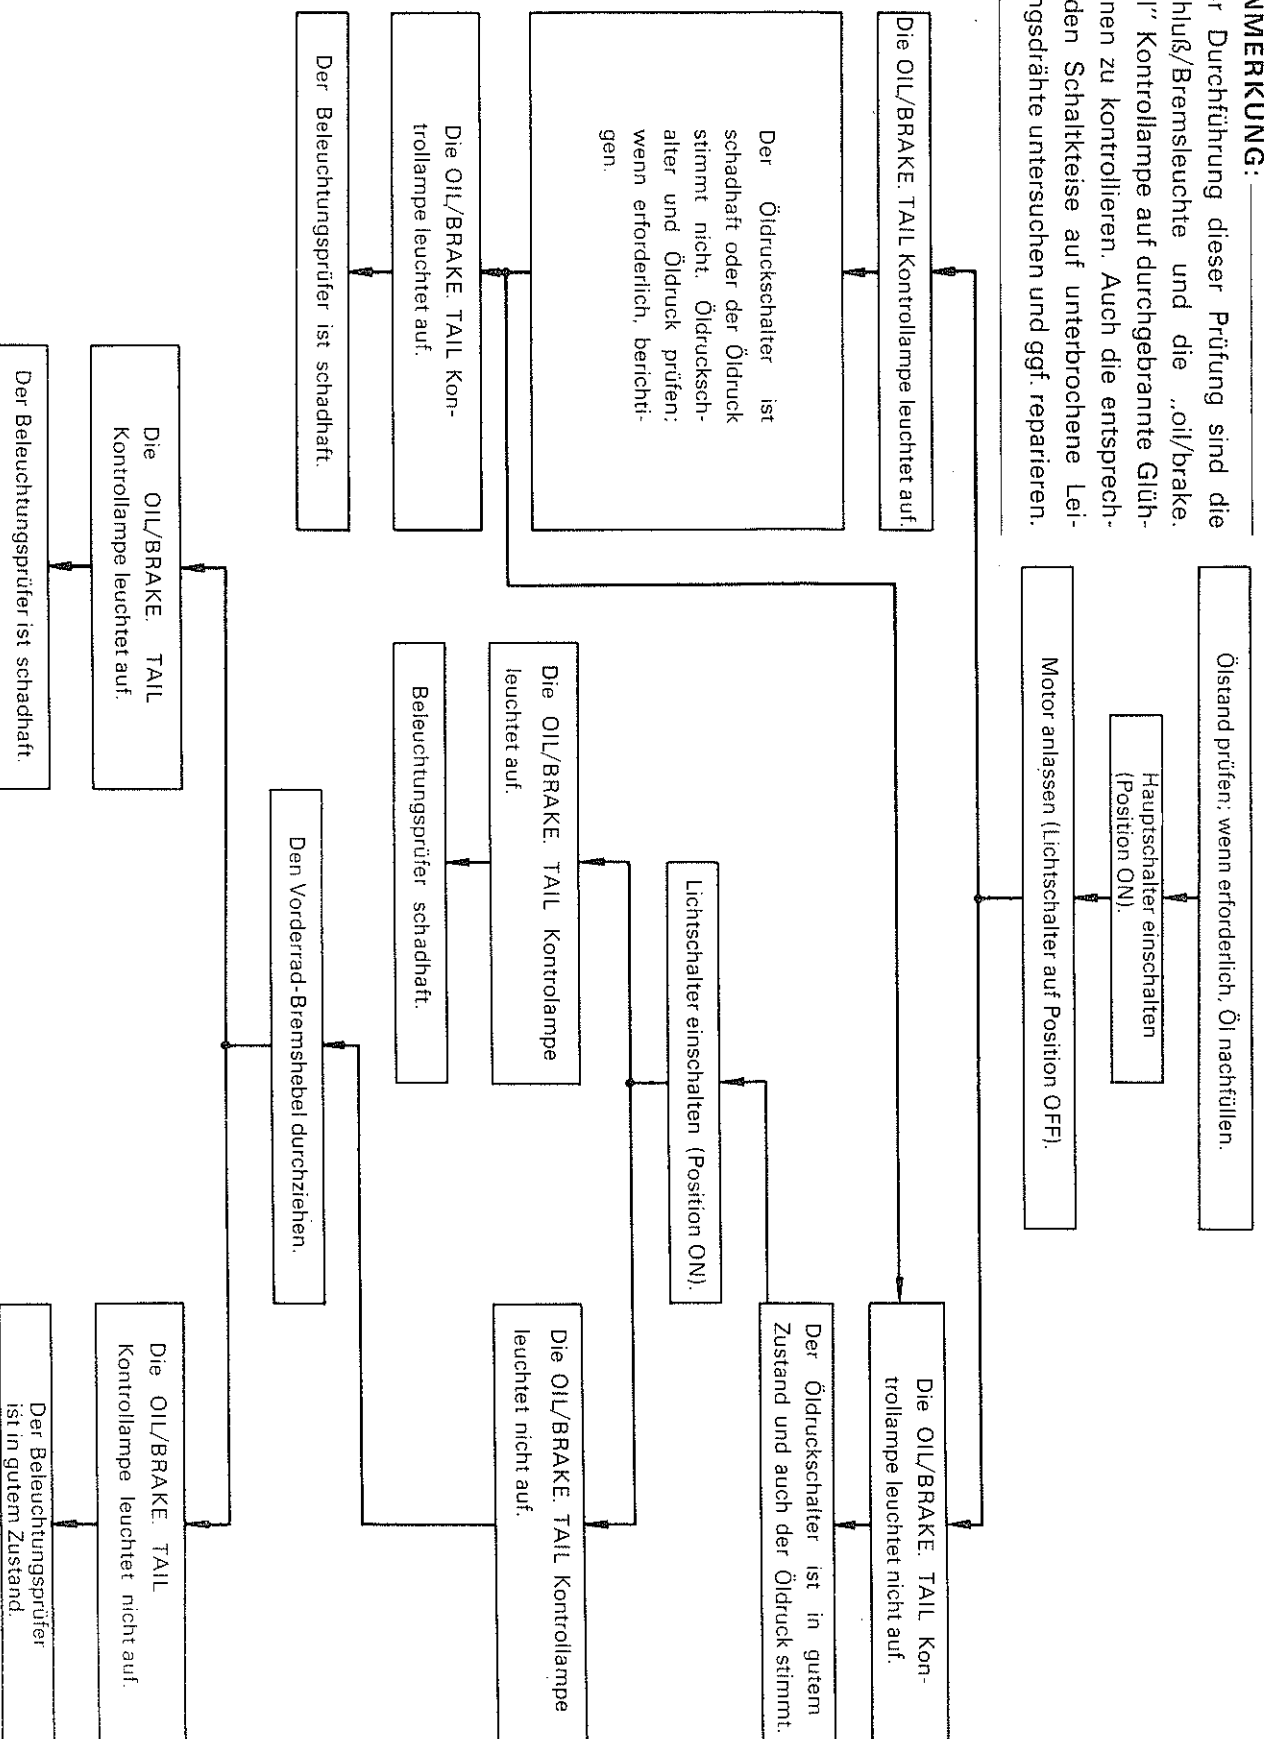 NMERKUNG:
r Durchführung dieser Prüfung sind die
hluß/Bremsleuchte und die „oil/brake.
l" Kontrollampe auf durchgebrannte Glüh-
nen zu kontrollieren. Auch die entsprech-
den Schaltkteise auf unterbrochene Lei-
ngsdrähte untersuchen und ggf. reparieren.
Ölstand prüfen; wenn erforderlich, Öl nachfüllen.
Hauptschalter einschalten
(Position ON).
Motor anlassen (Lichtschalter auf Position OFF).
Die OIL/BRAKE. TAIL Kontrollampe leuchtet auf.
Der Öldruckschalter ist
schadhaft oder der Öldruck
stimmt nicht. Öldrucksch-
alter und Öldruck prüfen;
wenn erforderlich, berichti-
gen.
Die OIL/BRAKE. TAIL Kon-
trollampe leuchtet auf.
Der Beleuchtungsprüfer ist schadhaft.
Die OIL/BRAKE. TAIL Kon-
trollampe leuchtet nicht auf.
Der Öldruckschalter ist in gutem
Zustand und auch der Öldruck stimmt.
Lichtschalter einschalten (Position ON).
Die OIL/BRAKE. TAIL Kontrolampe
leuchtet auf.
Beleuchtungsprüfer schadhaft.
Die OIL/BRAKE. TAIL Kontrollampe
leuchtet nicht auf.
Den Vorderrad-Bremshebel durchziehen.
Die OIL/BRAKE. TAIL
Kontrollampe leuchtet auf.
Der Beleuchtungsprüfer ist schadhaft.
Die OIL/BRAKE. TAIL
Kontrollampe leuchtet nicht auf.
Der Beleuchtungsprüfer
ist in gutem Zustand.